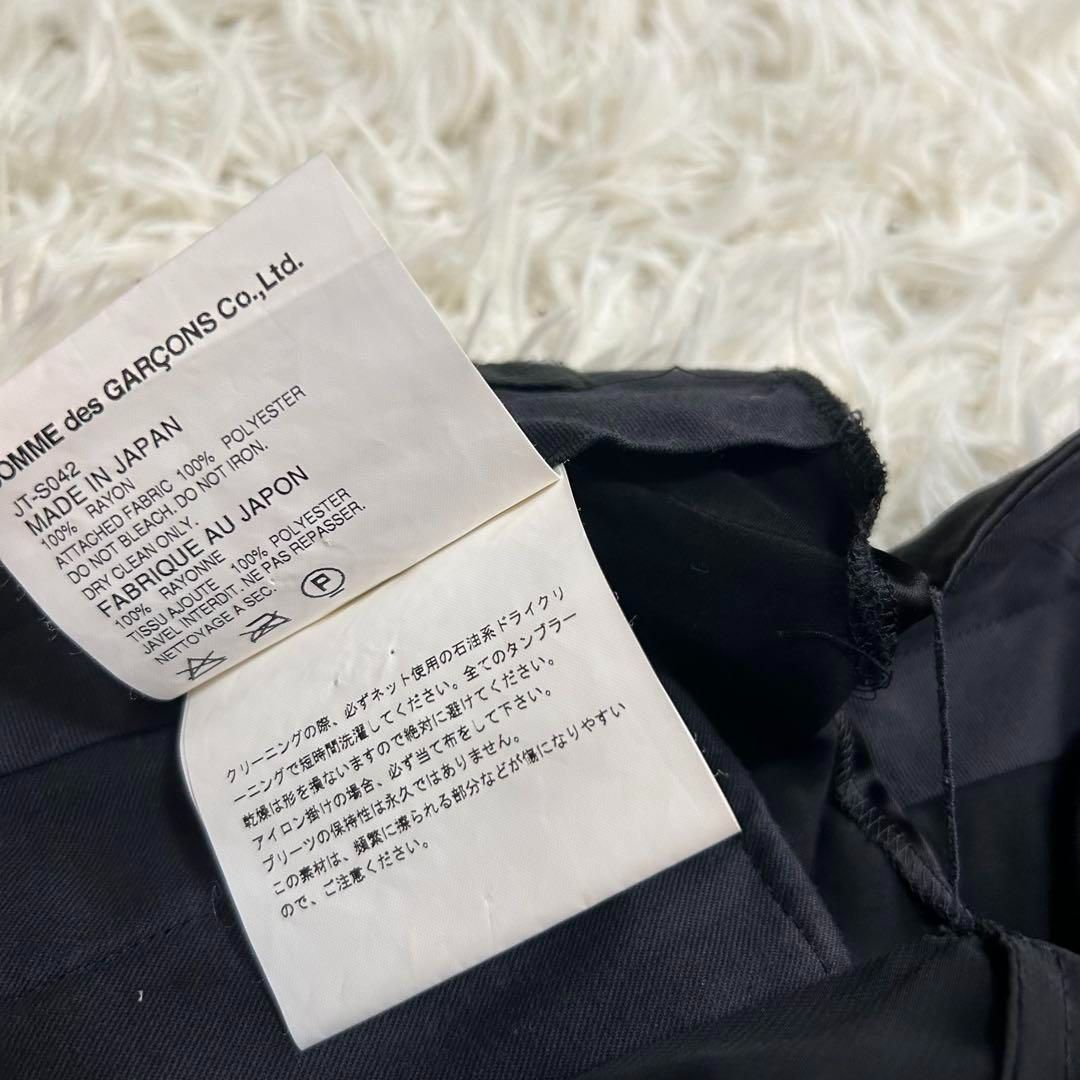 COMME des GARÇONS Co.,Ltd.
JT-S042
MADE IN JAPAN
100% RAYON
ATTACHED FABRIC 100% POLYESTER
DO NOT BLEACH. DO NOT IRON.
DRY CLEAN ONLY.
FABRIQUE AU JAPON
100% RAYONNE
TISSU AJOUTE 100% POLYESTER
JAVEL INTERDIT. NE PAS REPASSER.
NETTOYAGE A SEC.
P
クリーニングの際、必ずネット使用の石油系ドライクリ
ーニングで短時間洗濯してください。全てのタンブラー
乾燥は形を損ないますので絶対に避けてください。
アイロン掛けの場合、必ず当て布をして下さい。
プリーツの保持性は永久ではありません。
この素材は、頻繁に擦られる部分などが傷になりやすい
ので、ご注意ください。